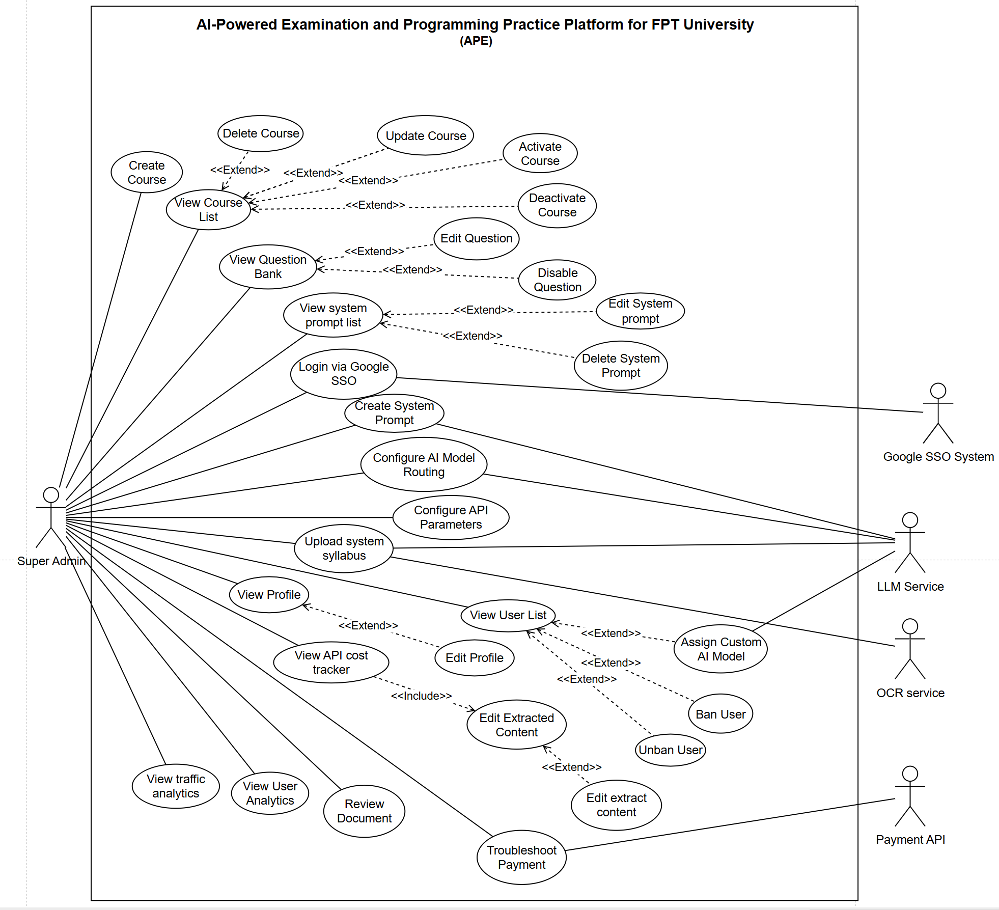 AI-Powered Examination and Programming Practice Platform for FPT University
(APE)
Delete Course
Update Course
Activate
Course
Create
Course
<<Extend>>
<<Extend>>
<<Extend>>
View Course
List
<<Extend>>
Deactivate
Course
Edit Question
<<Extend>>
View Question
Bank
<<Extend>>
Disable
Question
View system
prompt list
<<Extend>>
Edit System
prompt
<<Extend>>
Delete System
Prompt
Login via Google
SSO
Create System
Prompt
Google SSO System
Configure AI Model
Routing
Configure API
Parameters
Upload system
syllabus
Super Admin
LLM Service
View Profile
View User List
<<Extend>>
<<Extend>>
Assign Custom
AI Model
View API cost
tracker
Edit Profile
<<Extend>>
<<Extend>>
OCR service
<<Include>>
Edit Extracted
Content
Ban User
Unban User
<<Extend>>
View traffic
analytics
View User
Analytics
Review
Document
Edit extract
content
Troubleshoot
Payment
Payment API